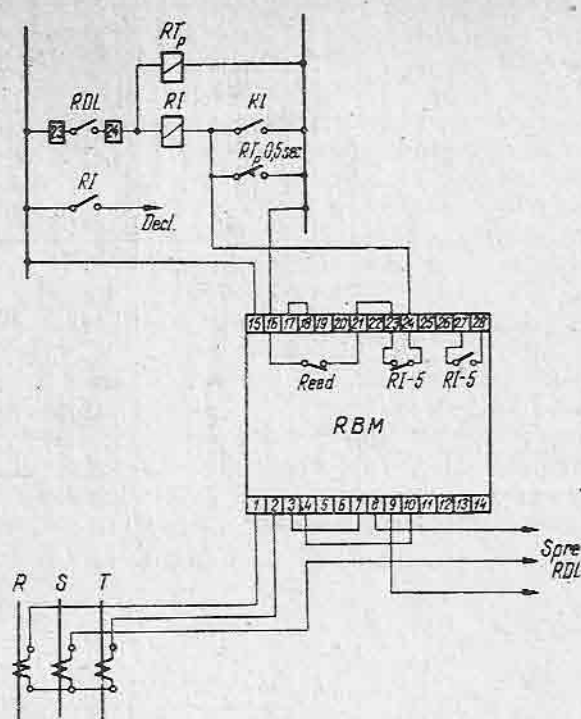 RTp
RDL
RI
KI
23
24
RTp 0,5sec
RI
Decl.
15 16 17 18 19 20 21 22 23 24 25 26 27 28
Reed
RI-5
RI-5
RBM
1 2 3 4 5 6 7 8 9 10 11 12 13 14
Spre
RDL
R S T